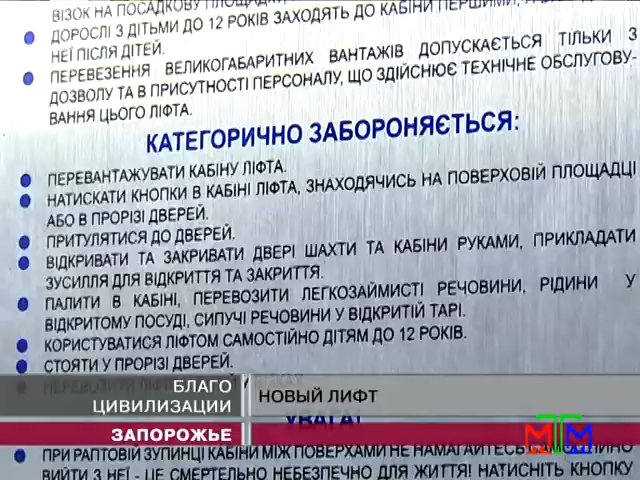 ВІЗОК НА ПОСАДКОВУ
ДОРОСЛІ З ДІТЬМИ ДО 12 РОКІВ ЗАХОДЯТЬ ДО КАБІНИ ПЕРШИМИ,
НЕЇ ПІСЛЯ ДІТЕЙ.
ПЕРЕВЕЗЕННЯ ВЕЛИКОГАБАРИТНИХ ВАНТАЖІВ ДОПУСКАЄТЬСЯ ТІЛЬКИ З
ДОЗВОЛУ ТА В ПРИСУТНОСТІ ПЕРСОНАЛУ, ЩО ЗДІЙСНЮЄ ТЕХНІЧНЕ ОБСЛУГОВУ-
ВАННЯ ЦЬОГО ЛІФТА.
КАТЕГОРИЧНО ЗАБОРОНЯЄТЬСЯ:
ПЕРЕВАНТАЖУВАТИ КАБІНУ ЛІФТА.
НАТИСКАТИ КНОПКИ В КАБІНІ ЛІФТА, ЗНАХОДЯЧИСЬ НА ПОВЕРХОВІЙ ПЛОЩАДЦІ
АБО В ПРОРІЗІ ДВЕРЕЙ.
ПРИТУЛЯТИСЯ ДО ДВЕРЕЙ.
ВІДКРИВАТИ ТА ЗАКРИВАТИ ДВЕРІ ШАХТИ ТА КАБІНИ РУКАМИ, ПРИКЛАДАТИ
ЗУСИЛЛЯ ДЛЯ ВІДКРИТТЯ ТА ЗАКРИТТЯ.
ПАЛИТИ В КАБІНІ, ПЕРЕВОЗИТИ ЛЕГКОЗАЙМИСТІ РЕЧОВИНИ, РІДИНИ У
ВІДКРИТОМУ ПОСУДІ, СИПУЧІ РЕЧОВИНИ У ВІДКРИТІЙ ТАРІ.
КОРИСТУВАТИСЯ ЛІФТОМ САМОСТІЙНО ДІТЯМ ДО 12 РОКІВ.
СТОЯТИ У ПРОРІЗІ ДВЕРЕЙ.
БЛАГО
ЦИВИЛИЗАЦИИ
НОВЫЙ ЛИФТ
УВАГА!
ЗАПОРОЖЬЕ
МТМ
ПРИ РАПТОВІЙ ЗУПИНЦІ КАБІНИ МІЖ ПОВЕРХАМИ НЕ НАМАГАЙТЕСЬ
ВИЙТИ З НЕЇ - ЦЕ СМЕРТЕЛЬНО НЕБЕЗПЕЧНО ДЛЯ ЖИТТЯ! НАТИСНІТЬ КНОПКУ